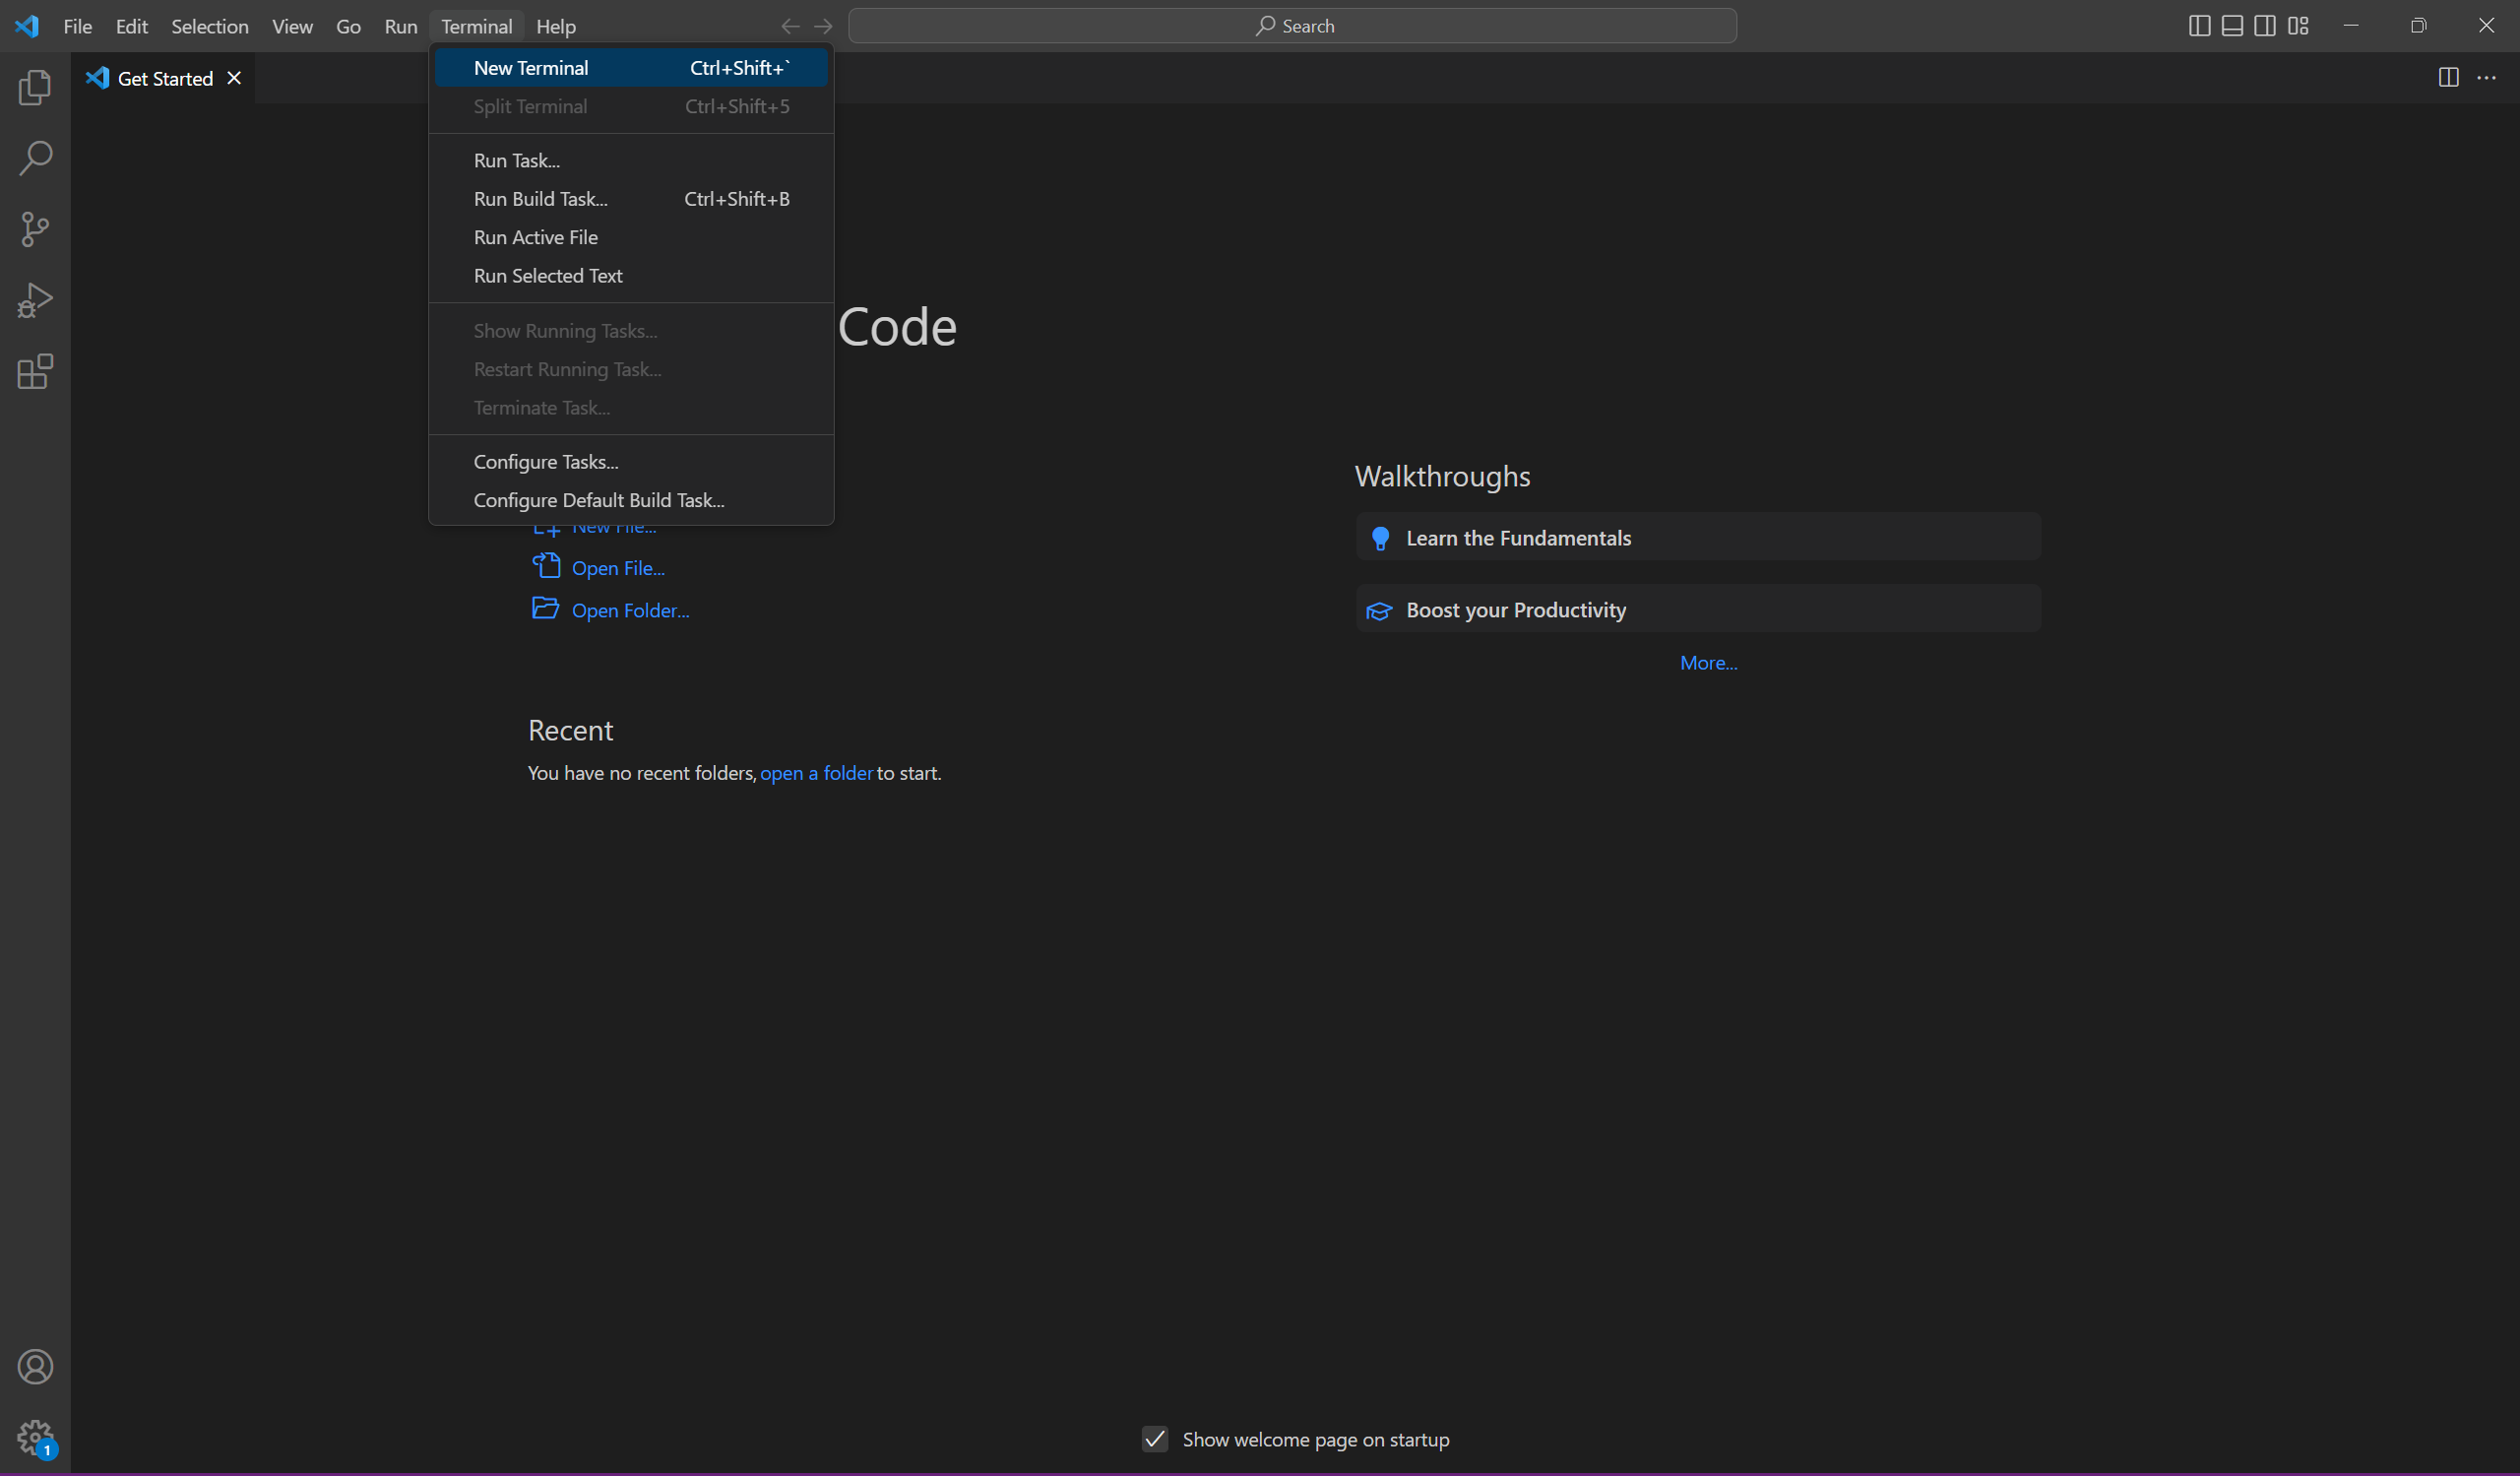 File Edit Selection View Go Run Terminal Help
Search
Get Started
New Terminal Ctrl+Shift+`
Split Terminal Ctrl+Shift+5
Run Task...
Run Build Task... Ctrl+Shift+B
Run Active File
Run Selected Text
Show Running Tasks...
Restart Running Task...
Terminate Task...
Configure Tasks...
Configure Default Build Task...
Code
New File...
Open File...
Open Folder...
Recent
You have no recent folders, open a folder to start.
Walkthroughs
Learn the Fundamentals
Boost your Productivity
More...
1
Show welcome page on startup